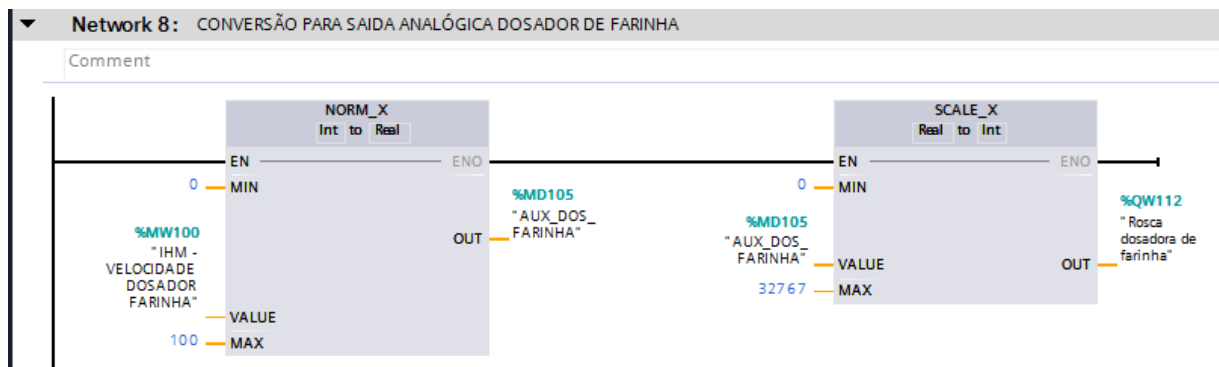 Network 8: CONVERSÃO PARA SAIDA ANALÓGICA DOSADOR DE FARINHA
Comment
NORM_X
Int to Real
EN
ENO
0
MIN
%MW100
"IHM -
VELOCIDADE
DOSADOR
FARINHA"
VALUE
100
MAX
OUT
%MD105
"AUX_DOS_
FARINHA"
SCALE_X
Real to Int
EN
ENO
0
MIN
%MD105
"AUX_DOS_
FARINHA"
VALUE
32767
MAX
OUT
%QW112
"Rosca
dosadora de
farinha"